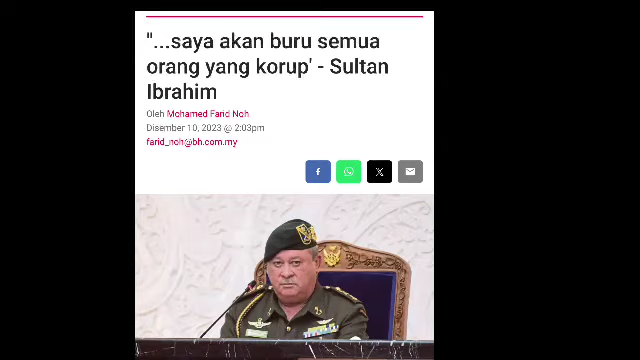 "...saya akan buru semua
orang yang korup' - Sultan
Ibrahim
Oleh Mohamed Farid Noh
Disember 10, 2023 @ 2:03pm
farid_noh@bh.com.my